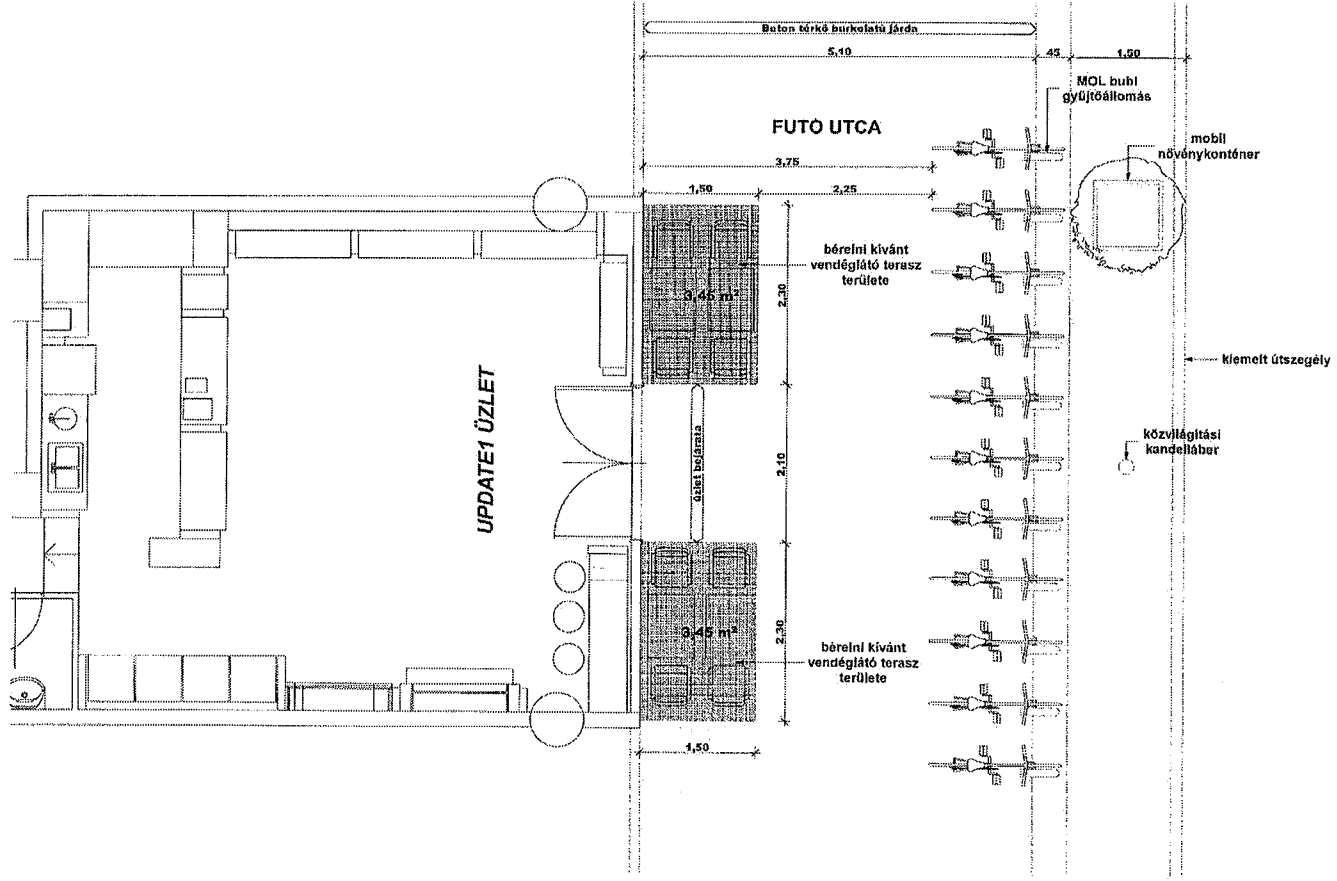 Beton térkő burkolatú járda
5,10
45
1,50
MOL bubi
gyűjtőállomás
FUTÓ UTCA
mobil
növénykonténer
3,75
1,50
2,25
bérelni kívánt
vendéglátó terasz
területe
3,45 m²
2,30
UPDATE1 ÜZLET
kiemelt útszegély
üzlet bejárata
2,10
közvilágítási
kandelláber
3,45 m²
2,30
bérelni kívánt
vendéglátó terasz
területe
1,50